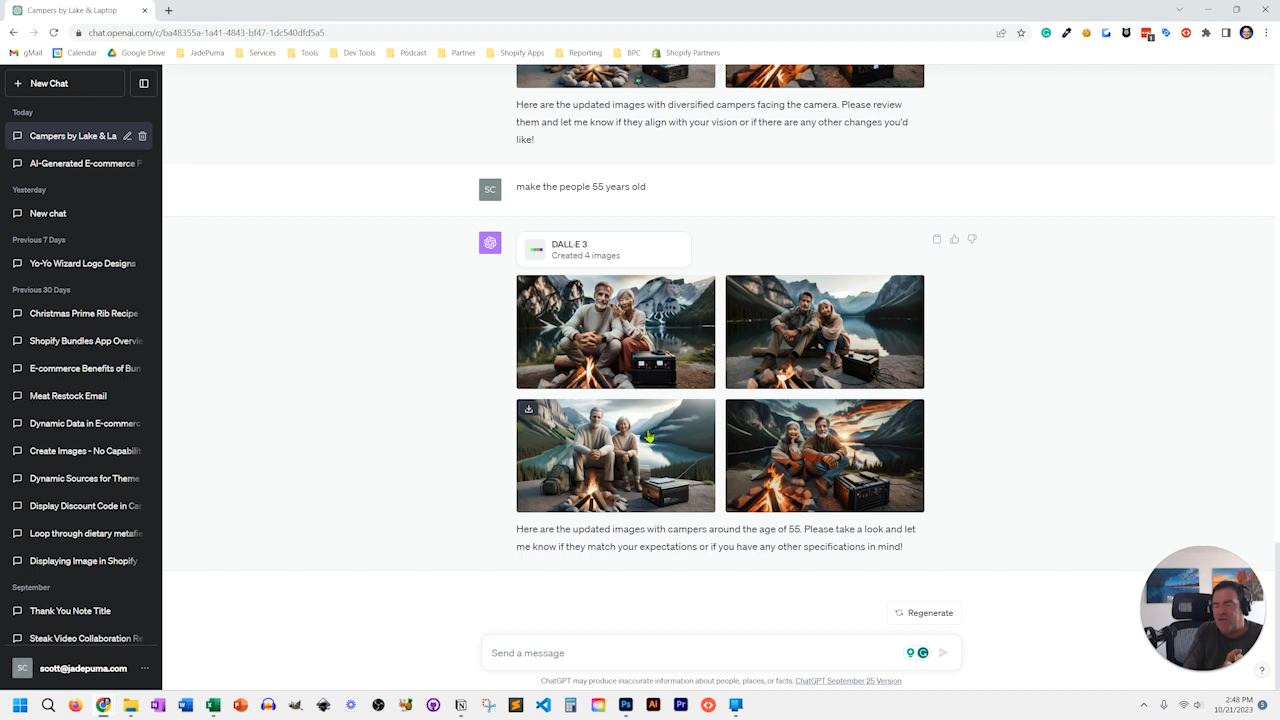 Campers by Lake & Laptop
chat.openai.com/c/ba48355a-1a41-4843-bf47-1dc540dfd5a5
gMail
Calendar
Google Drive
JadePuma
Services
Tools
Dev Tools
Podcast
Partner
Shopify Apps
Reporting
BPC
Shopify Partners
New Chat
Today
Campers by Lake & La
AI-Generated E-commerce P
Yesterday
New chat
Previous 7 Days
Yo-Yo Wizard Logo Designs
Previous 30 Days
Christmas Prime Rib Recipe
Shopify Bundles App Overvie
E-commerce Benefits of Bun
Meat Restock Email
Dynamic Data in E-commerc
Create Images - No Capabilit
Dynamic Sources for Theme
Display Discount Code in Car
Loop through dietary metafie
Displaying Image in Shopify
September
Thank You Note Title
Steak Video Collaboration Re
SC
scott@jadepuma.com
Here are the updated images with diversified campers facing the camera. Please review
them and let me know if they align with your vision or if there are any other changes you'd
like!
SC
make the people 55 years old
DALL·E 3
Created 4 images
Here are the updated images with campers around the age of 55. Please take a look and let
me know if they match your expectations or if you have any other specifications in mind!
Regenerate
Send a message
ChatGPT may produce inaccurate information about people, places, or facts. ChatGPT September 25 Version
?
2:48 PM
10/21/2023